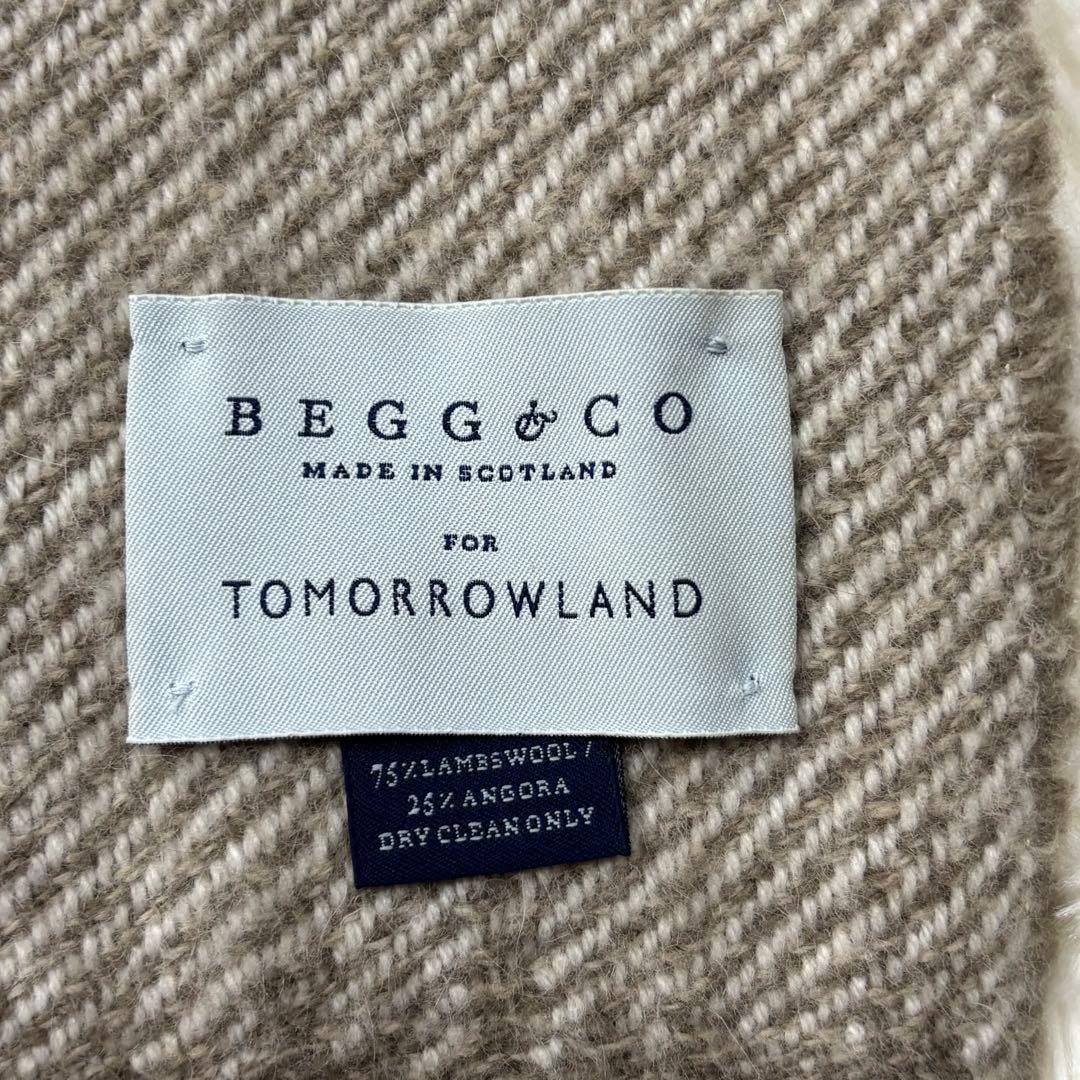 BEGG & CO
MADE IN SCOTLAND
FOR
TOMORROWLAND
75% LAMBSWOOL /
25% ANGORA
DRY CLEAN ONLY